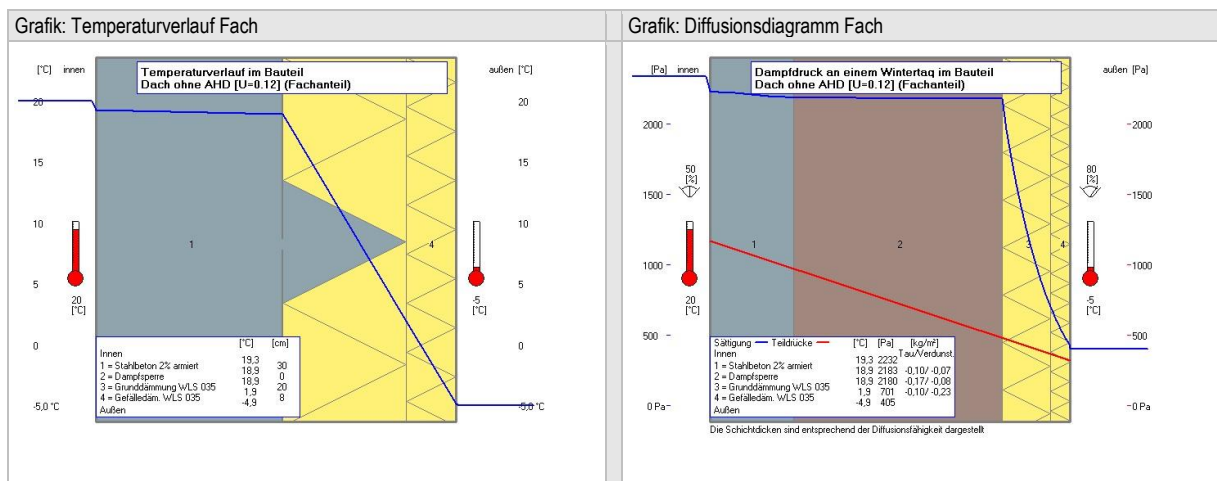 Grafik: Temperaturverlauf Fach
[°C] innen
außen [°C]
Temperaturverlauf im Bauteil
Dach ohne AHD [U=0.12] (Fachanteil)
20
20
15
15
10
10
5
5
0
0
-5,0 °C
-5,0 °C
20
[°C]
-5
[°C]
1
4
[°C] [cm]
Innen
19,3
1 = Stahlbeton 2% armiert 30
18,9
2 = Dampfsperre 0
18,9
3 = Grunddämmung WLS 035 20
1,9
4 = Gefälledäm. WLS 035 8
-4,9
Außen
Grafik: Diffusionsdiagramm Fach
[Pa] innen
außen [Pa]
Dampfdruck an einem Wintertag im Bauteil
Dach ohne AHD [U=0.12] (Fachanteil)
2000
2000
1500
1500
1000
1000
500
500
0 Pa
0 Pa
50
[%]
80
[%]
20
[°C]
-5
[°C]
1
2
3
4
Sättigung Teildrücke [°C] [Pa] [kg/m²]
Tau/Verdunst.
Innen
19,3 2232
1 = Stahlbeton 2% armiert
18,9 2183 -0,10/ -0,07
2 = Dampfsperre
18,9 2180 -0,17/ -0,08
3 = Grunddämmung WLS 035
1,9 701 -0,10/ -0,23
4 = Gefälledäm. WLS 035
-4,9 405
Außen
Die Schichtdicken sind entsprechend der Diffusionsfähigkeit dargestellt